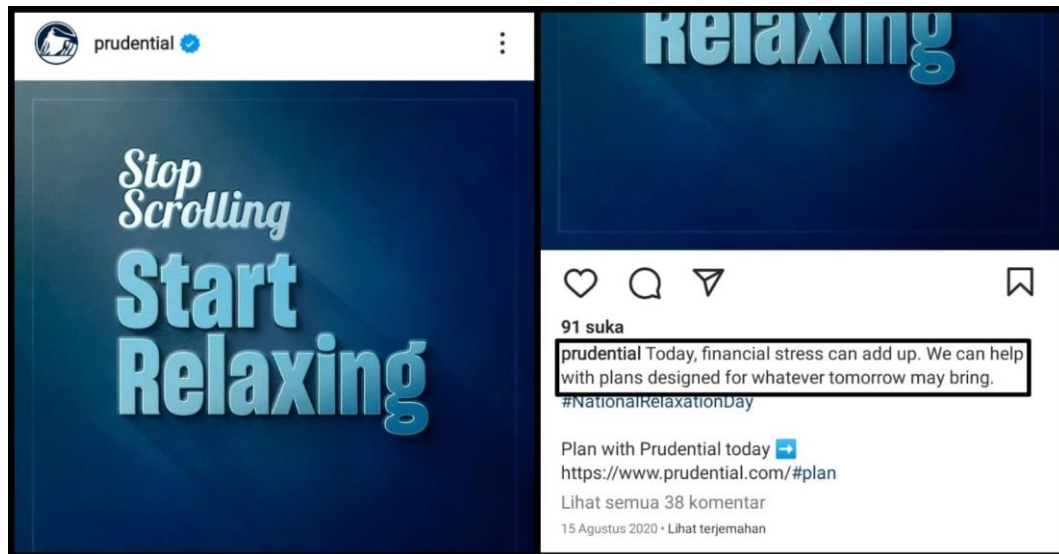 prudential
Stop
Scrolling
Start
Relaxing
Relaxing
91 suka
prudential Today, financial stress can add up. We can help
with plans designed for whatever tomorrow may bring.
#NationalRelaxationDay
Plan with Prudential today ➡️
https://www.prudential.com/#plan
Lihat semua 38 komentar
15 Agustus 2020 • Lihat terjemahan